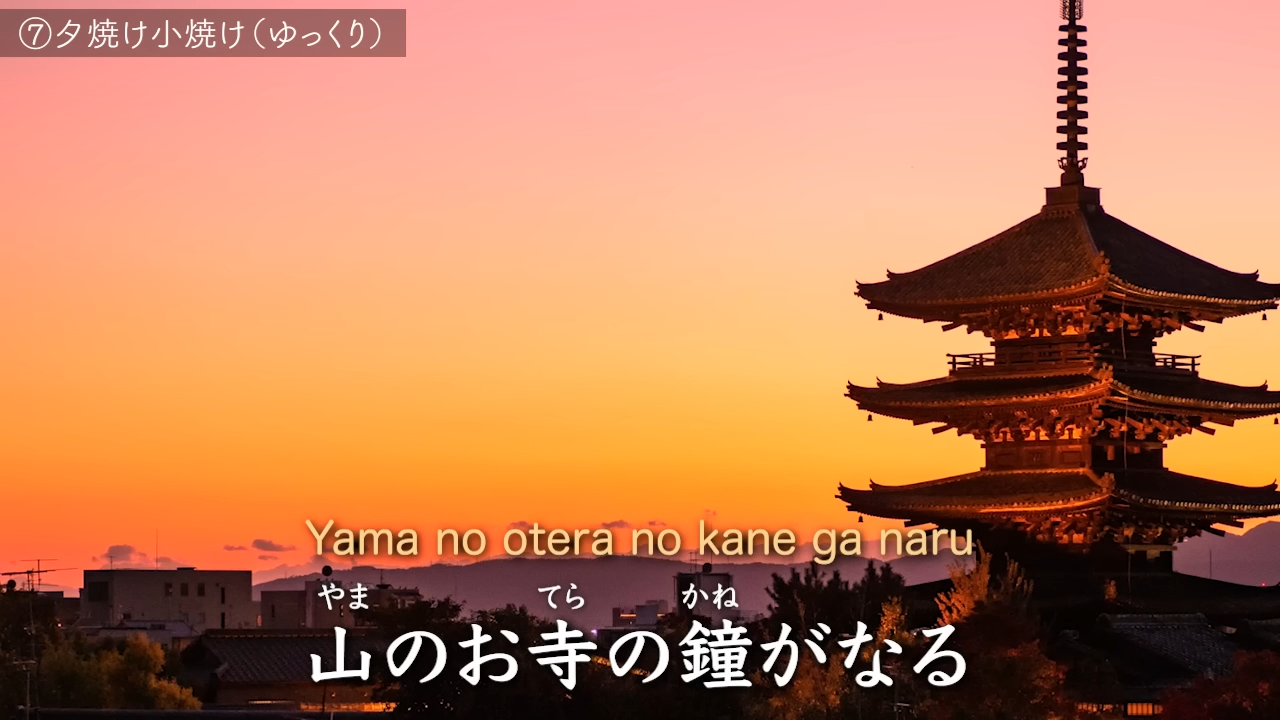 ⑦夕焼け小焼け（ゆっくり）
Yama no otera no kane ga naru
やま てら かね
山のお寺の鐘がなる